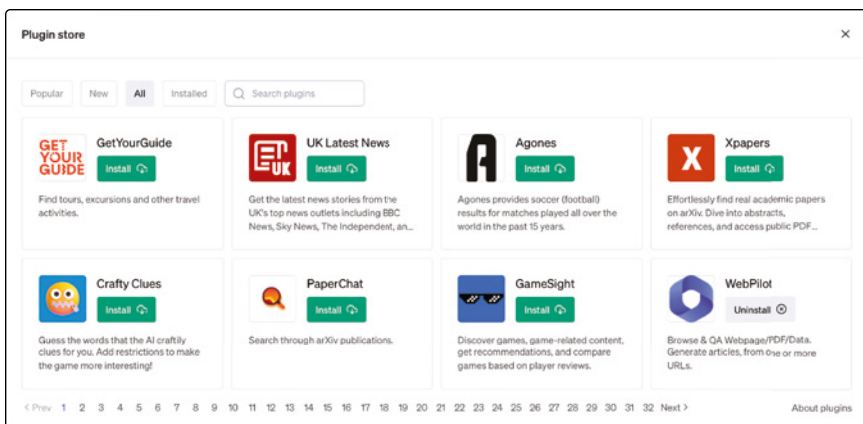 Plugin store
Popular New All Installed Search plugins
GET
YOUR
GUIDE
GetYourGuide
Install
Find tours, excursions and other travel
activities.
UK
UK Latest News
Install
Get the latest news stories from the
UK's top news outlets including BBC
News, Sky News, The Independent, an...
A
Agones
Install
Agones provides soccer (football)
results for matches played all over the
world in the past 15 years.
X
Xpapers
Install
Effortlessly find real academic papers
on arXiv. Dive into abstracts,
references, and access public PDF...
Crafty Clues
Install
Guess the words that the AI craftily
clues for you. Add restrictions to make
the game more interesting!
PaperChat
Install
Search through arXiv publications.
GameSight
Install
Discover games, game-related content,
get recommendations, and compare
games based on player reviews.
WebPilot
Uninstall
Browse & QA Webpage/PDF/Data.
Generate articles, from one or more
URLs.
< Prev 1 2 3 4 5 6 7 8 9 10 11 12 13 14 15 16 17 18 19 20 21 22 23 24 25 26 27 28 29 30 31 32 Next > About plugins